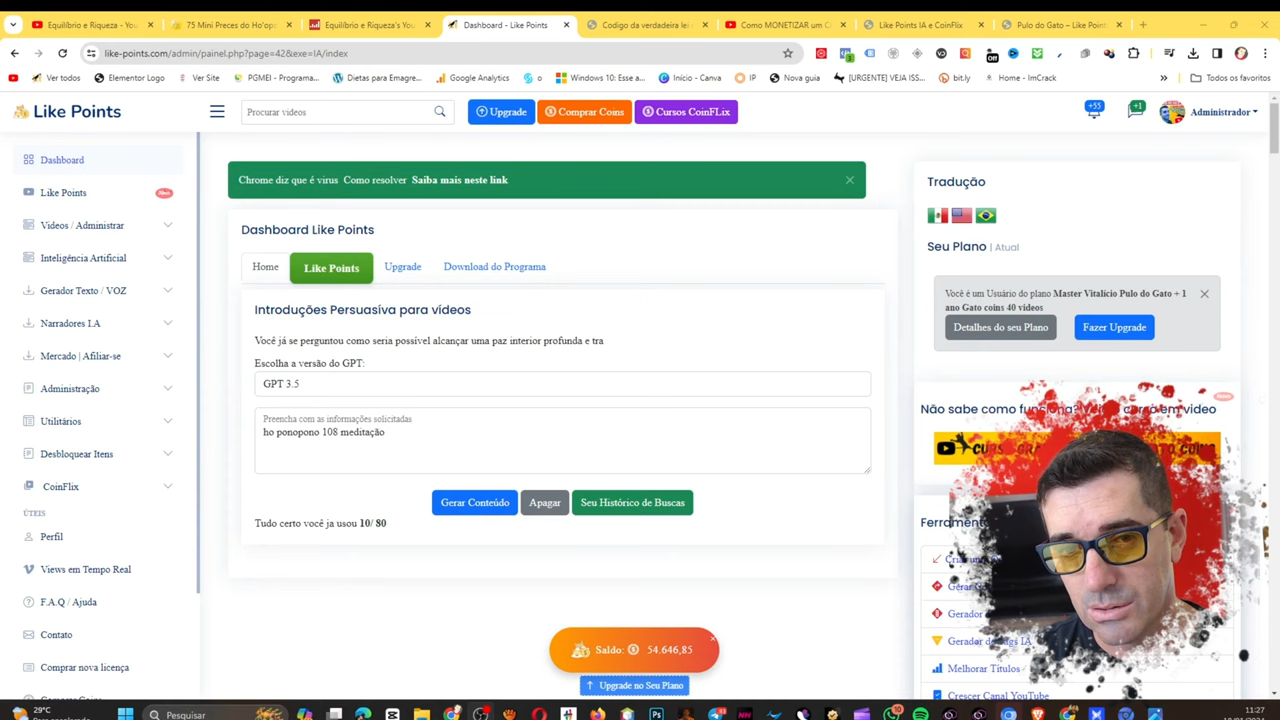 Equilíbrio e Riqueza - You
75 Mini Preces do Ho'opo
Equilíbrio e Riqueza's You
Dashboard - Like Points
Codigo da verdadeira lei
Como MONETIZAR um C
Like Points IA e CoinFlix
Pulo do Gato – Like Point
like-points.com/admin/painel.php?page=42&exe=IA/index
Ver todos
Elementor Logo
Ver Site
PGMEI - Programa...
Dietas para Emagre...
Google Analytics
Windows 10: Esse a...
Início - Canva
IP
Nova guia
[URGENTE] VEJA ISS...
bit.ly
Home - ImCrack
Todos os favoritos
Like Points
Procurar videos
Upgrade
Comprar Coins
Cursos CoinFLix
+55
+1
Administrador
Dashboard
Like Points
Vídeos / Administrar
Inteligência Artificial
Gerador Texto / VOZ
Narradores I.A
Mercado | Afiliar-se
Administração
Utilitários
Desbloquear Itens
CoinFlix
ÚTEIS
Perfil
Views em Tempo Real
F.A.Q / Ajuda
Contato
Comprar nova licença
Chrome diz que é virus Como resolver Saiba mais neste link
Dashboard Like Points
Home
Like Points
Upgrade
Download do Programa
Introduções Persuasiva para vídeos
Você já se perguntou como seria possível alcançar uma paz interior profunda e tra
Escolha a versão do GPT:
GPT 3.5
Preencha com as informações solicitadas
ho ponopono 108 meditação
Gerar Conteúdo
Apagar
Seu Histórico de Buscas
Tudo certo você ja usou 10/ 80
Saldo: 54.646,85
Upgrade no Seu Plano
Tradução
Seu Plano | Atual
Você é um Usuário do plano Master Vitalício Pulo do Gato + 1
ano Gato coins 40 videos
Detalhes do seu Plano
Fazer Upgrade
Não sabe como
curso em video
Gerador
Melhorar Títulos
Crescer Canal YouTube
29°C
Pesquisar
11:27